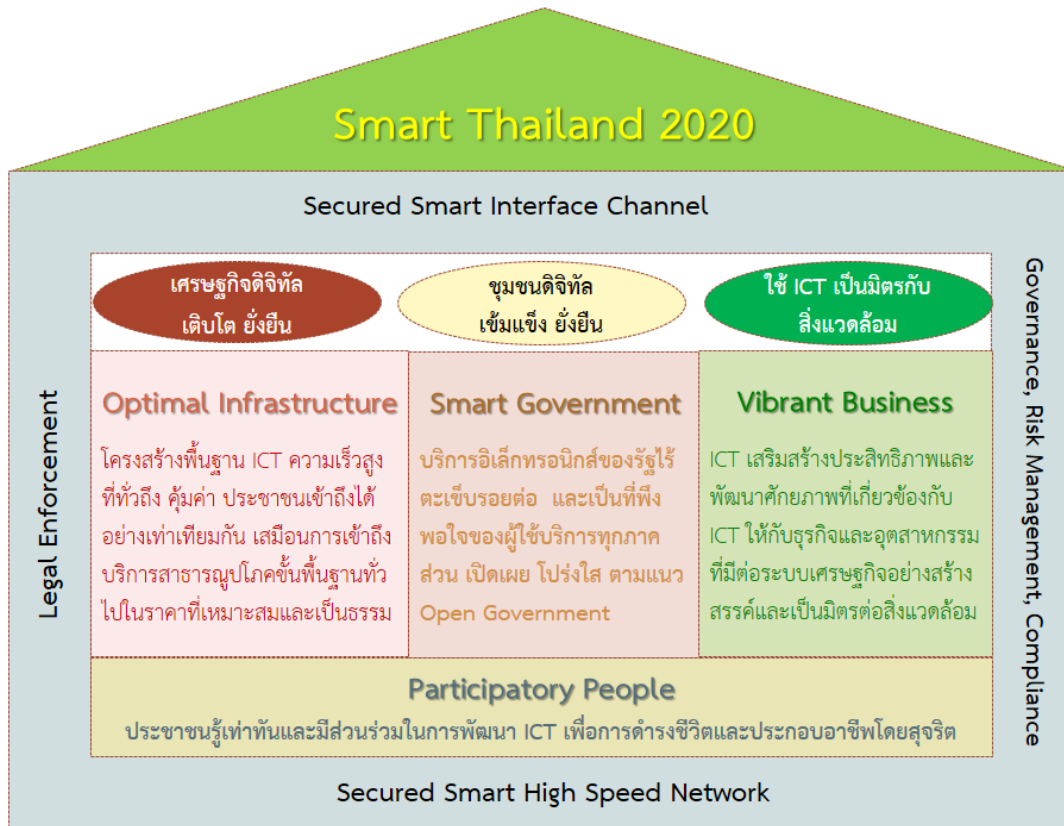 Smart Thailand 2020
Secured Smart Interface Channel
เศรษฐกิจดิจิทัล
เติบโต ยั่งยืน
ชุมชนดิจิทัล
เข้มแข็ง ยั่งยืน
ใช้ ICT เป็นมิตรกับ
สิ่งแวดล้อม
Legal Enforcement
Optimal Infrastructure
โครงสร้างพื้นฐาน ICT ความเร็วสูง
ที่ทั่วถึง คุ้มค่า ประชาชนเข้าถึงได้
อย่างเท่าเทียมกัน เสมือนการเข้าถึง
บริการสาธารณูปโภคขั้นพื้นฐานทั่ว
ไปในราคาที่เหมาะสมและเป็นธรรม
Smart Government
บริการอิเล็กทรอนิกส์ของรัฐไร้
ตะเข็บรอยต่อ และเป็นที่พึง
พอใจของผู้ใช้บริการทุกภาค
ส่วน เปิดเผย โปร่งใส ตามแนว
Open Government
Vibrant Business
ICT เสริมสร้างประสิทธิภาพและ
พัฒนาศักยภาพที่เกี่ยวข้องกับ
ICT ให้กับธุรกิจและอุตสาหกรรม
ที่มีต่อระบบเศรษฐกิจอย่างสร้าง
สรรค์และเป็นมิตรต่อสิ่งแวดล้อม
Governance, Risk Management, Compliance
Participatory People
ประชาชนรู้เท่าทันและมีส่วนร่วมในการพัฒนา ICT เพื่อการดำรงชีวิตและประกอบอาชีพโดยสุจริต
Secured Smart High Speed Network